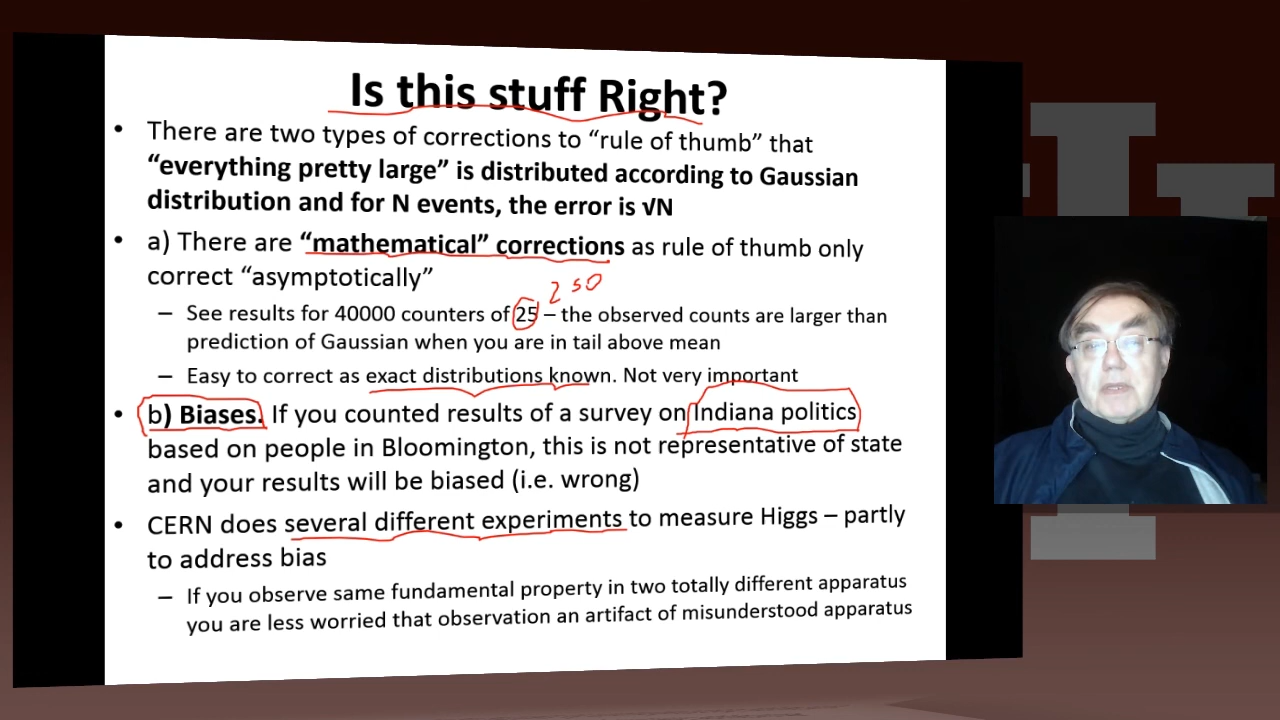 Is this stuff Right?
• There are two types of corrections to “rule of thumb” that
“everything pretty large” is distributed according to Gaussian
distribution and for N events, the error is √N
• a) There are “mathematical” corrections as rule of thumb only
correct “asymptotically”
250
– See results for 40000 counters of 25 – the observed counts are larger than
prediction of Gaussian when you are in tail above mean
– Easy to correct as exact distributions known. Not very important
• b) Biases. If you counted results of a survey on Indiana politics
based on people in Bloomington, this is not representative of state
and your results will be biased (i.e. wrong)
• CERN does several different experiments to measure Higgs – partly
to address bias
– If you observe same fundamental property in two totally different apparatus
you are less worried that observation an artifact of misunderstood apparatus